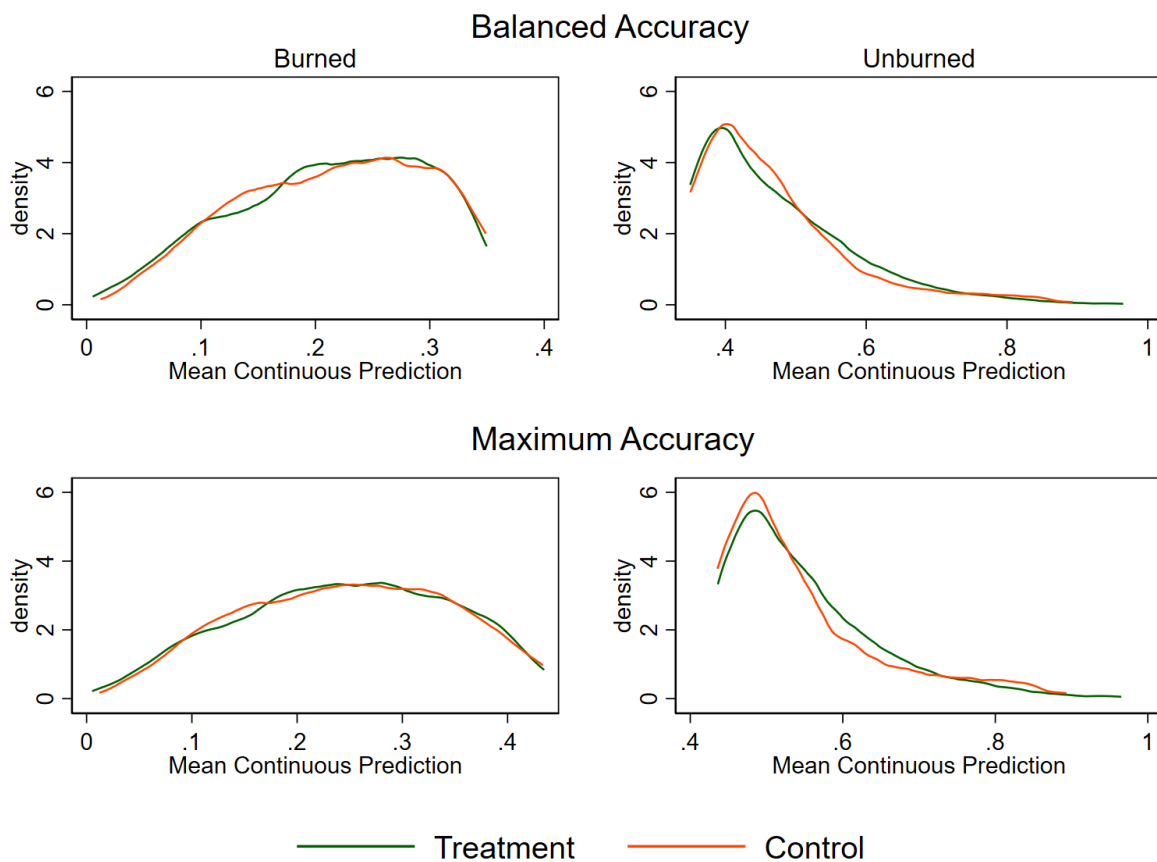 Balanced Accuracy
Burned
Unburned
density
0 2 4 6
0 .1 .2 .3 .4
Mean Continuous Prediction
density
0 2 4 6
.4 .6 .8 1
Mean Continuous Prediction
Maximum Accuracy
density
0 2 4 6
0 .1 .2 .3 .4
Mean Continuous Prediction
density
0 2 4 6
.4 .6 .8 1
Mean Continuous Prediction
Treatment Control